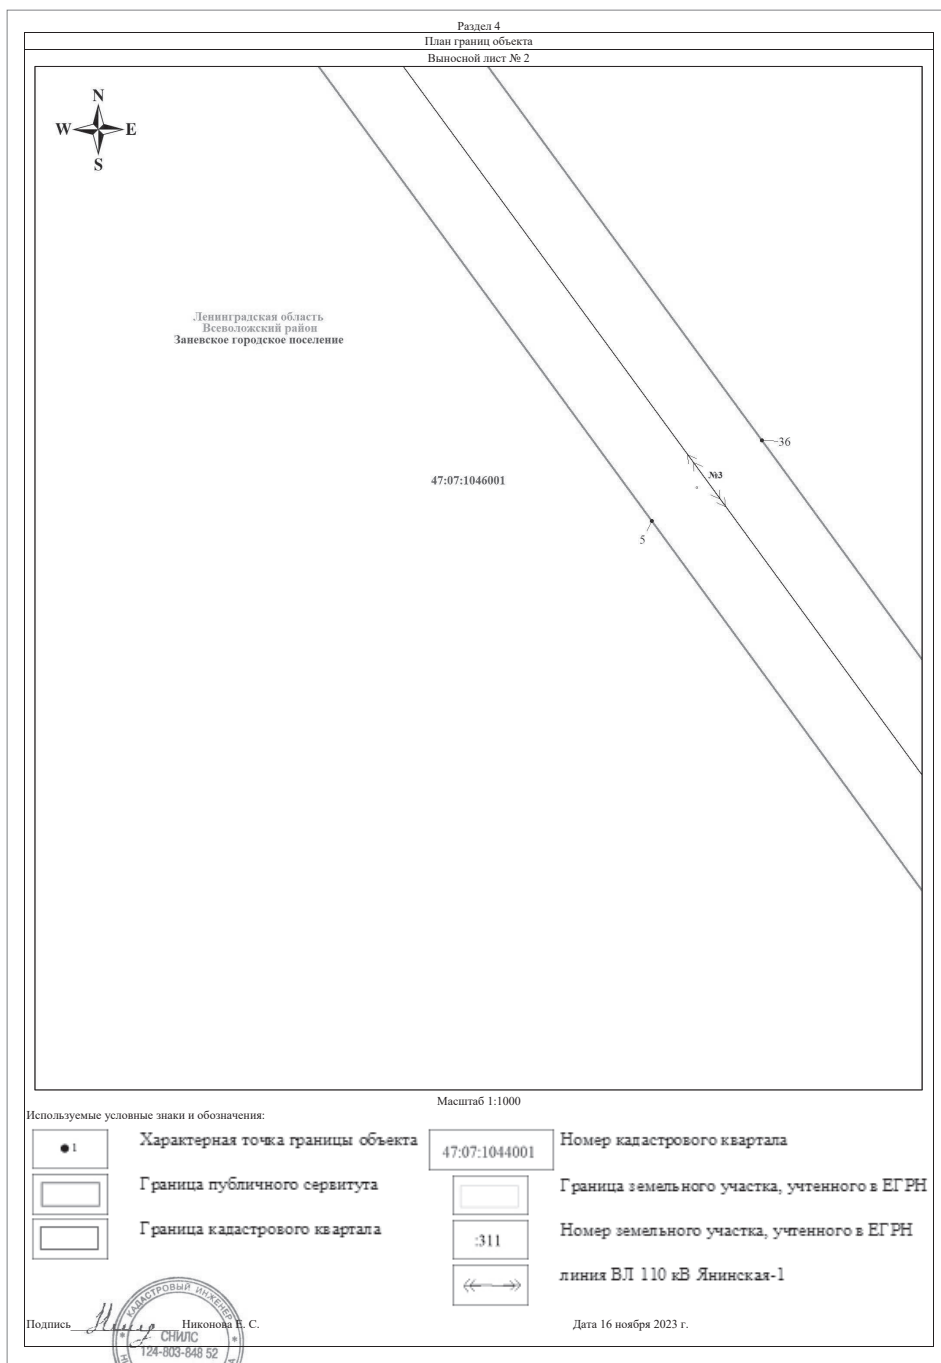 Раздел 4
План границ объекта
Выносной лист № 2
N
W E
S
Ленинградская область
Всеволожский район
Заневское городское поселение
36
№3
47:07:1046001
5
Масштаб 1:1000
Используемые условные знаки и обозначения:
1 Характерная точка границы объекта
47:07:1044001 Номер кадастрового квартала
Граница публичного сервитута
Граница земельного участка, учтенного в ЕГРН
Граница кадастрового квартала
:311 Номер земельного участка, учтенного в ЕГРН
линия ВЛ 110 кВ Янинская-1
КАДАСТРОВЫЙ ИНЖЕНЕР
Подпись Никонова Е. С. Дата 16 ноября 2023 г.
СНИЛС
124-803-848 52